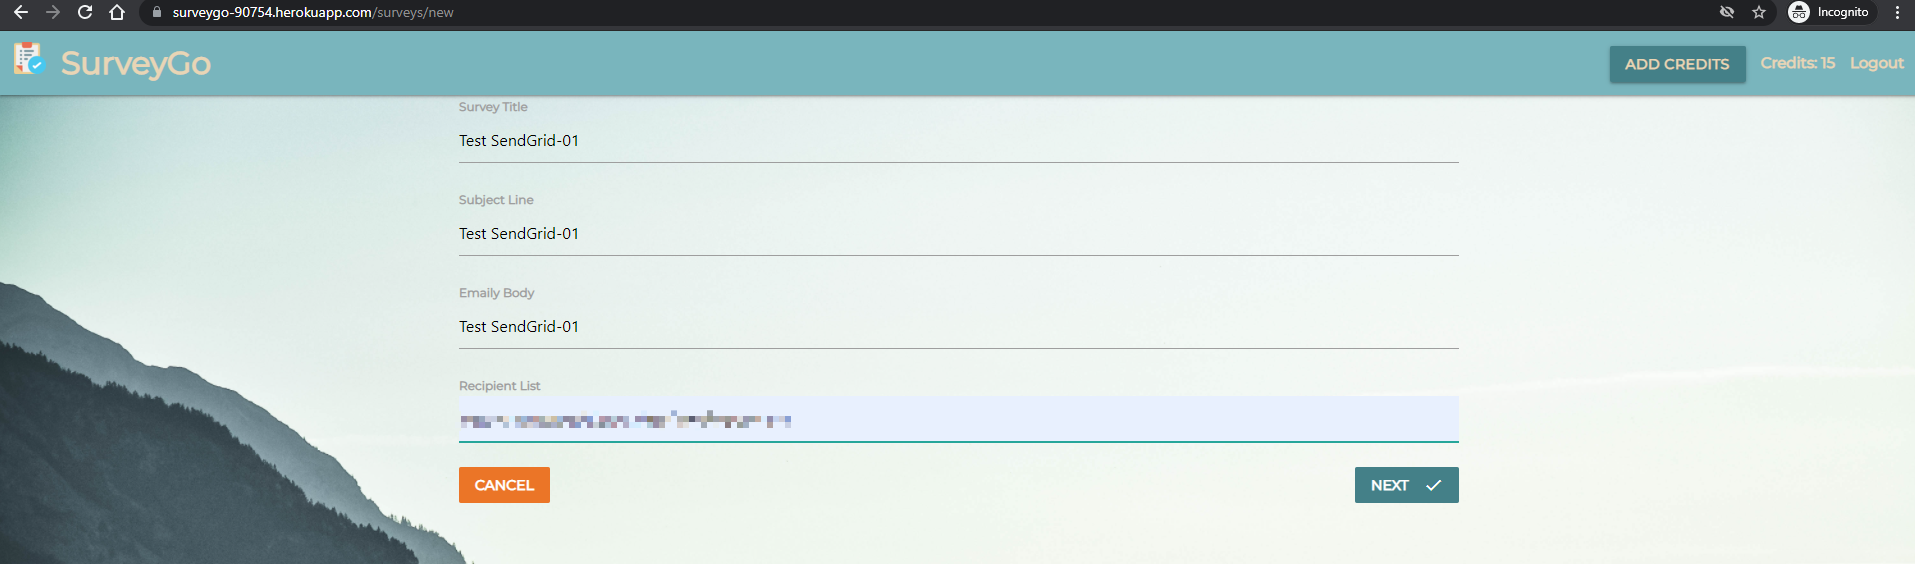 surveygo-90754.herokuapp.com/surveys/new
Incognito
SurveyGo
ADD CREDITS
Credits: 15
Logout
Survey Title
Test SendGrid-01
Subject Line
Test SendGrid-01
Emaily Body
Test SendGrid-01
Recipient List
CANCEL
NEXT